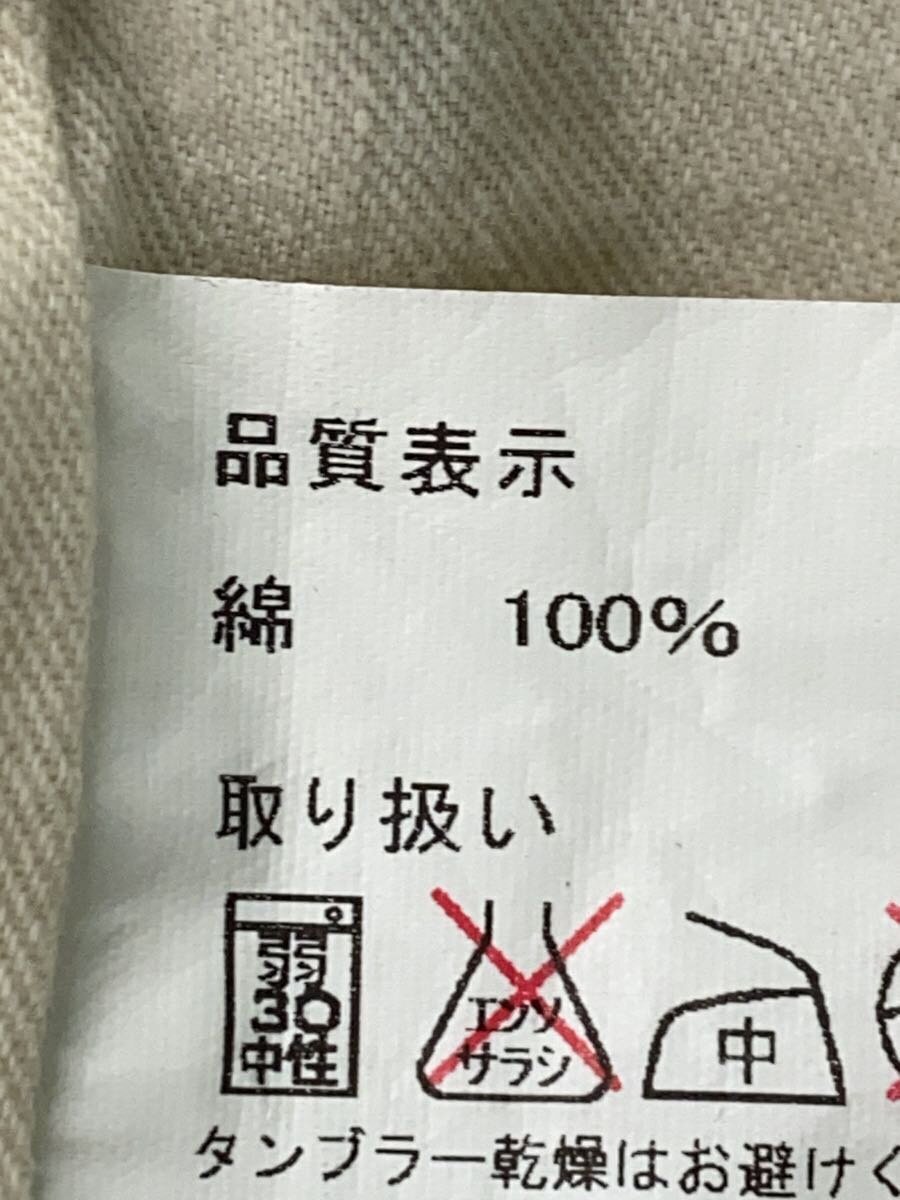 品質表示
綿 100%
取り扱い
弱
30
中性
エンソ
サラシ
中
タンブラー乾燥はお避けく